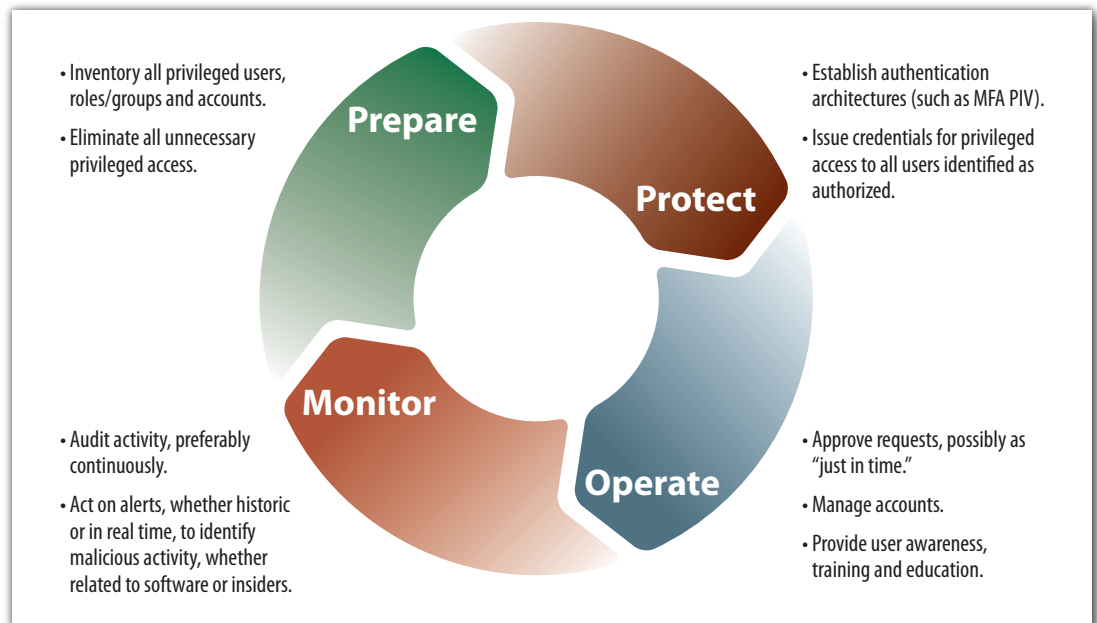 • Inventory all privileged users,
roles/groups and accounts.
• Eliminate all unnecessary
privileged access.
Prepare
Protect
• Establish authentication
architectures (such as MFA PIV).
• Issue credentials for privileged
access to all users identified as
authorized.
Monitor
• Audit activity, preferably
continuously.
• Act on alerts, whether historic
or in real time, to identify
malicious activity, whether
related to software or insiders.
Operate
• Approve requests, possibly as
“just in time.”
• Manage accounts.
• Provide user awareness,
training and education.